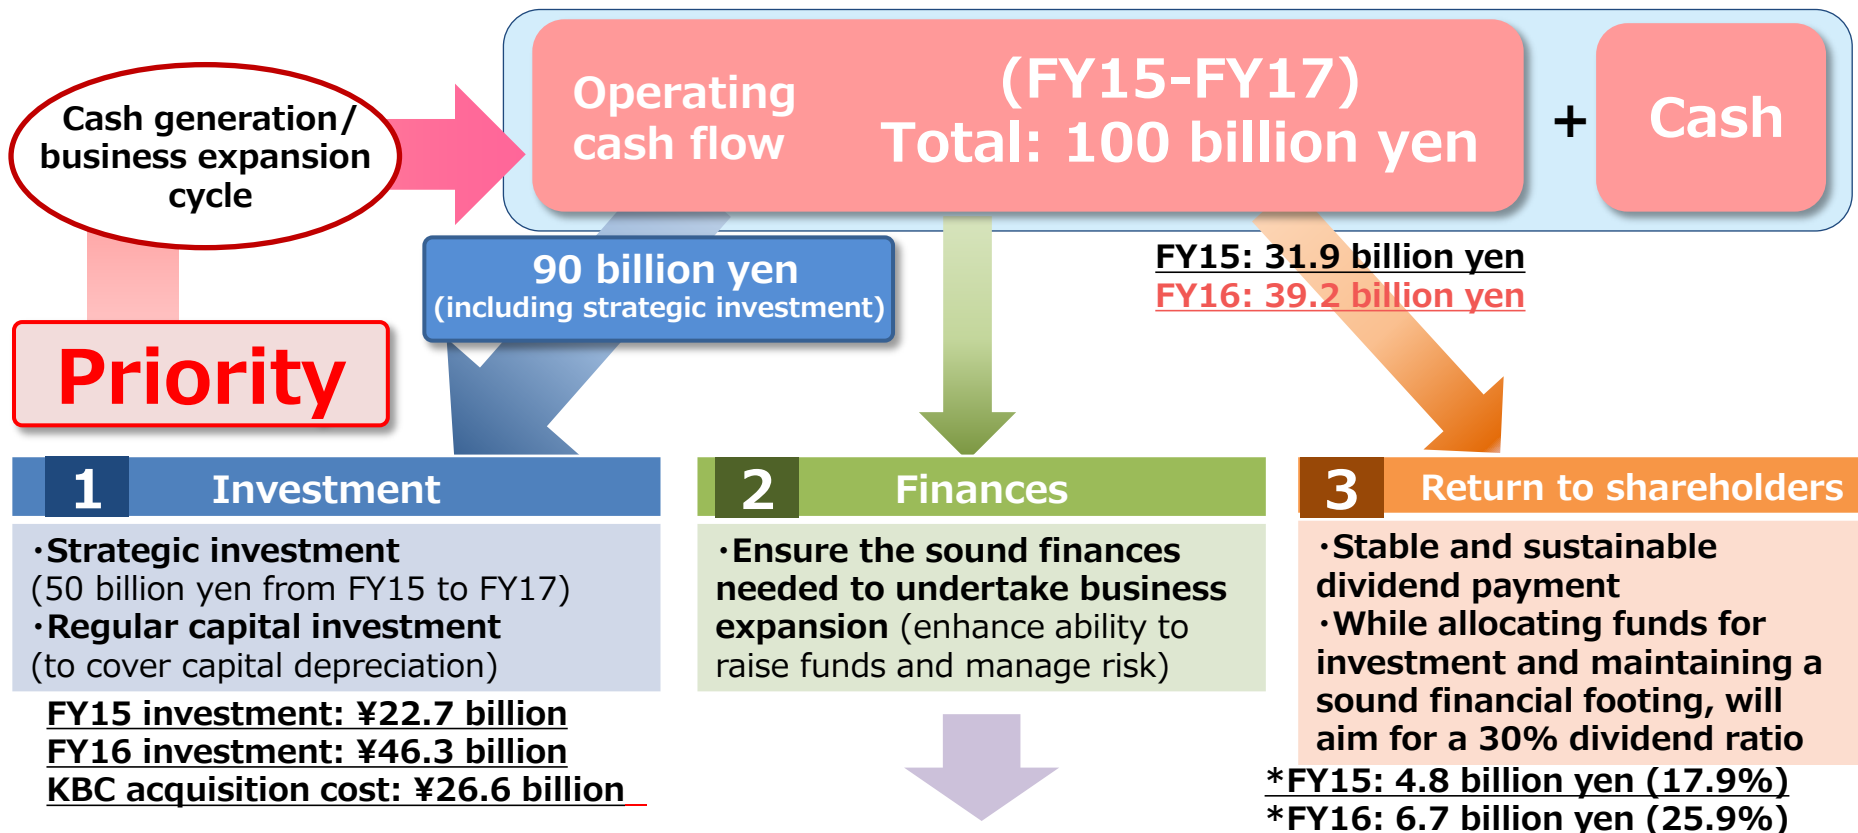 Cash generation/
business expansion
cycle
Priority
Operating
cash flow
(FY15-FY17)
Total: 100 billion yen
+
Cash
90 billion yen
(including strategic investment)
FY15: 31.9 billion yen
FY16: 39.2 billion yen
1 Investment
・Strategic investment
(50 billion yen from FY15 to FY17)
・Regular capital investment
(to cover capital depreciation)
FY15 investment: ¥22.7 billion
FY16 investment: ¥46.3 billion
KBC acquisition cost: ¥26.6 billion
2 Finances
・Ensure the sound finances
needed to undertake business
expansion (enhance ability to
raise funds and manage risk)
3 Return to shareholders
・Stable and sustainable
dividend payment
・While allocating funds for
investment and maintaining a
sound financial footing, will
aim for a 30% dividend ratio
*FY15: 4.8 billion yen (17.9%)
*FY16: 6.7 billion yen (25.9%)